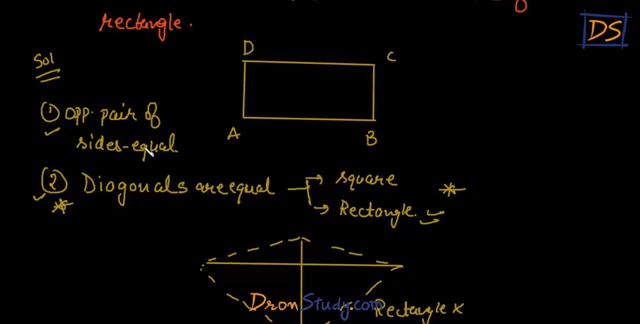 rectangle.
DS
Sol
D
C
① opp. pair of
sides-equal
A
B
② Diagonals are equal → square
→ Rectangle.
DronStudy.com
Rectangle x